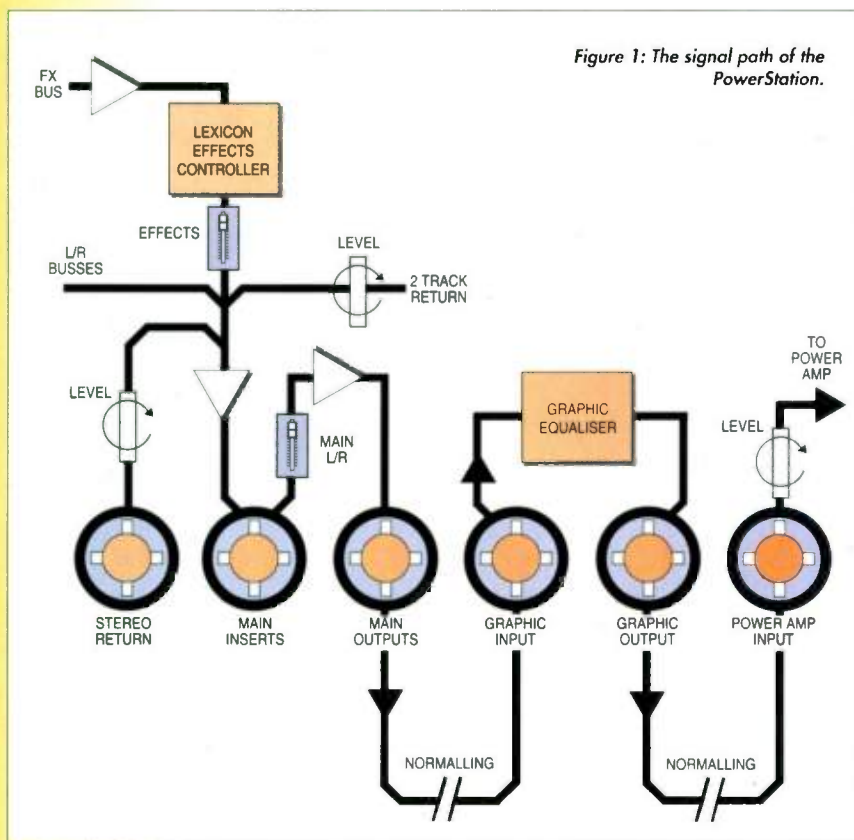 Figure 1: The signal path of the
PowerStation.
FX
BUS
LEXICON
EFFECTS
CONTROLLER
EFFECTS
L/R
BUSSES
LEVEL
2 TRACK
RETURN
LEVEL
MAIN
L/R
GRAPHIC
EQUALISER
TO
POWER
AMP
LEVEL
STEREO
RETURN
MAIN
INSERTS
MAIN
OUTPUTS
GRAPHIC
INPUT
GRAPHIC
OUTPUT
POWER AMP
INPUT
NORMALLING
NORMALLING